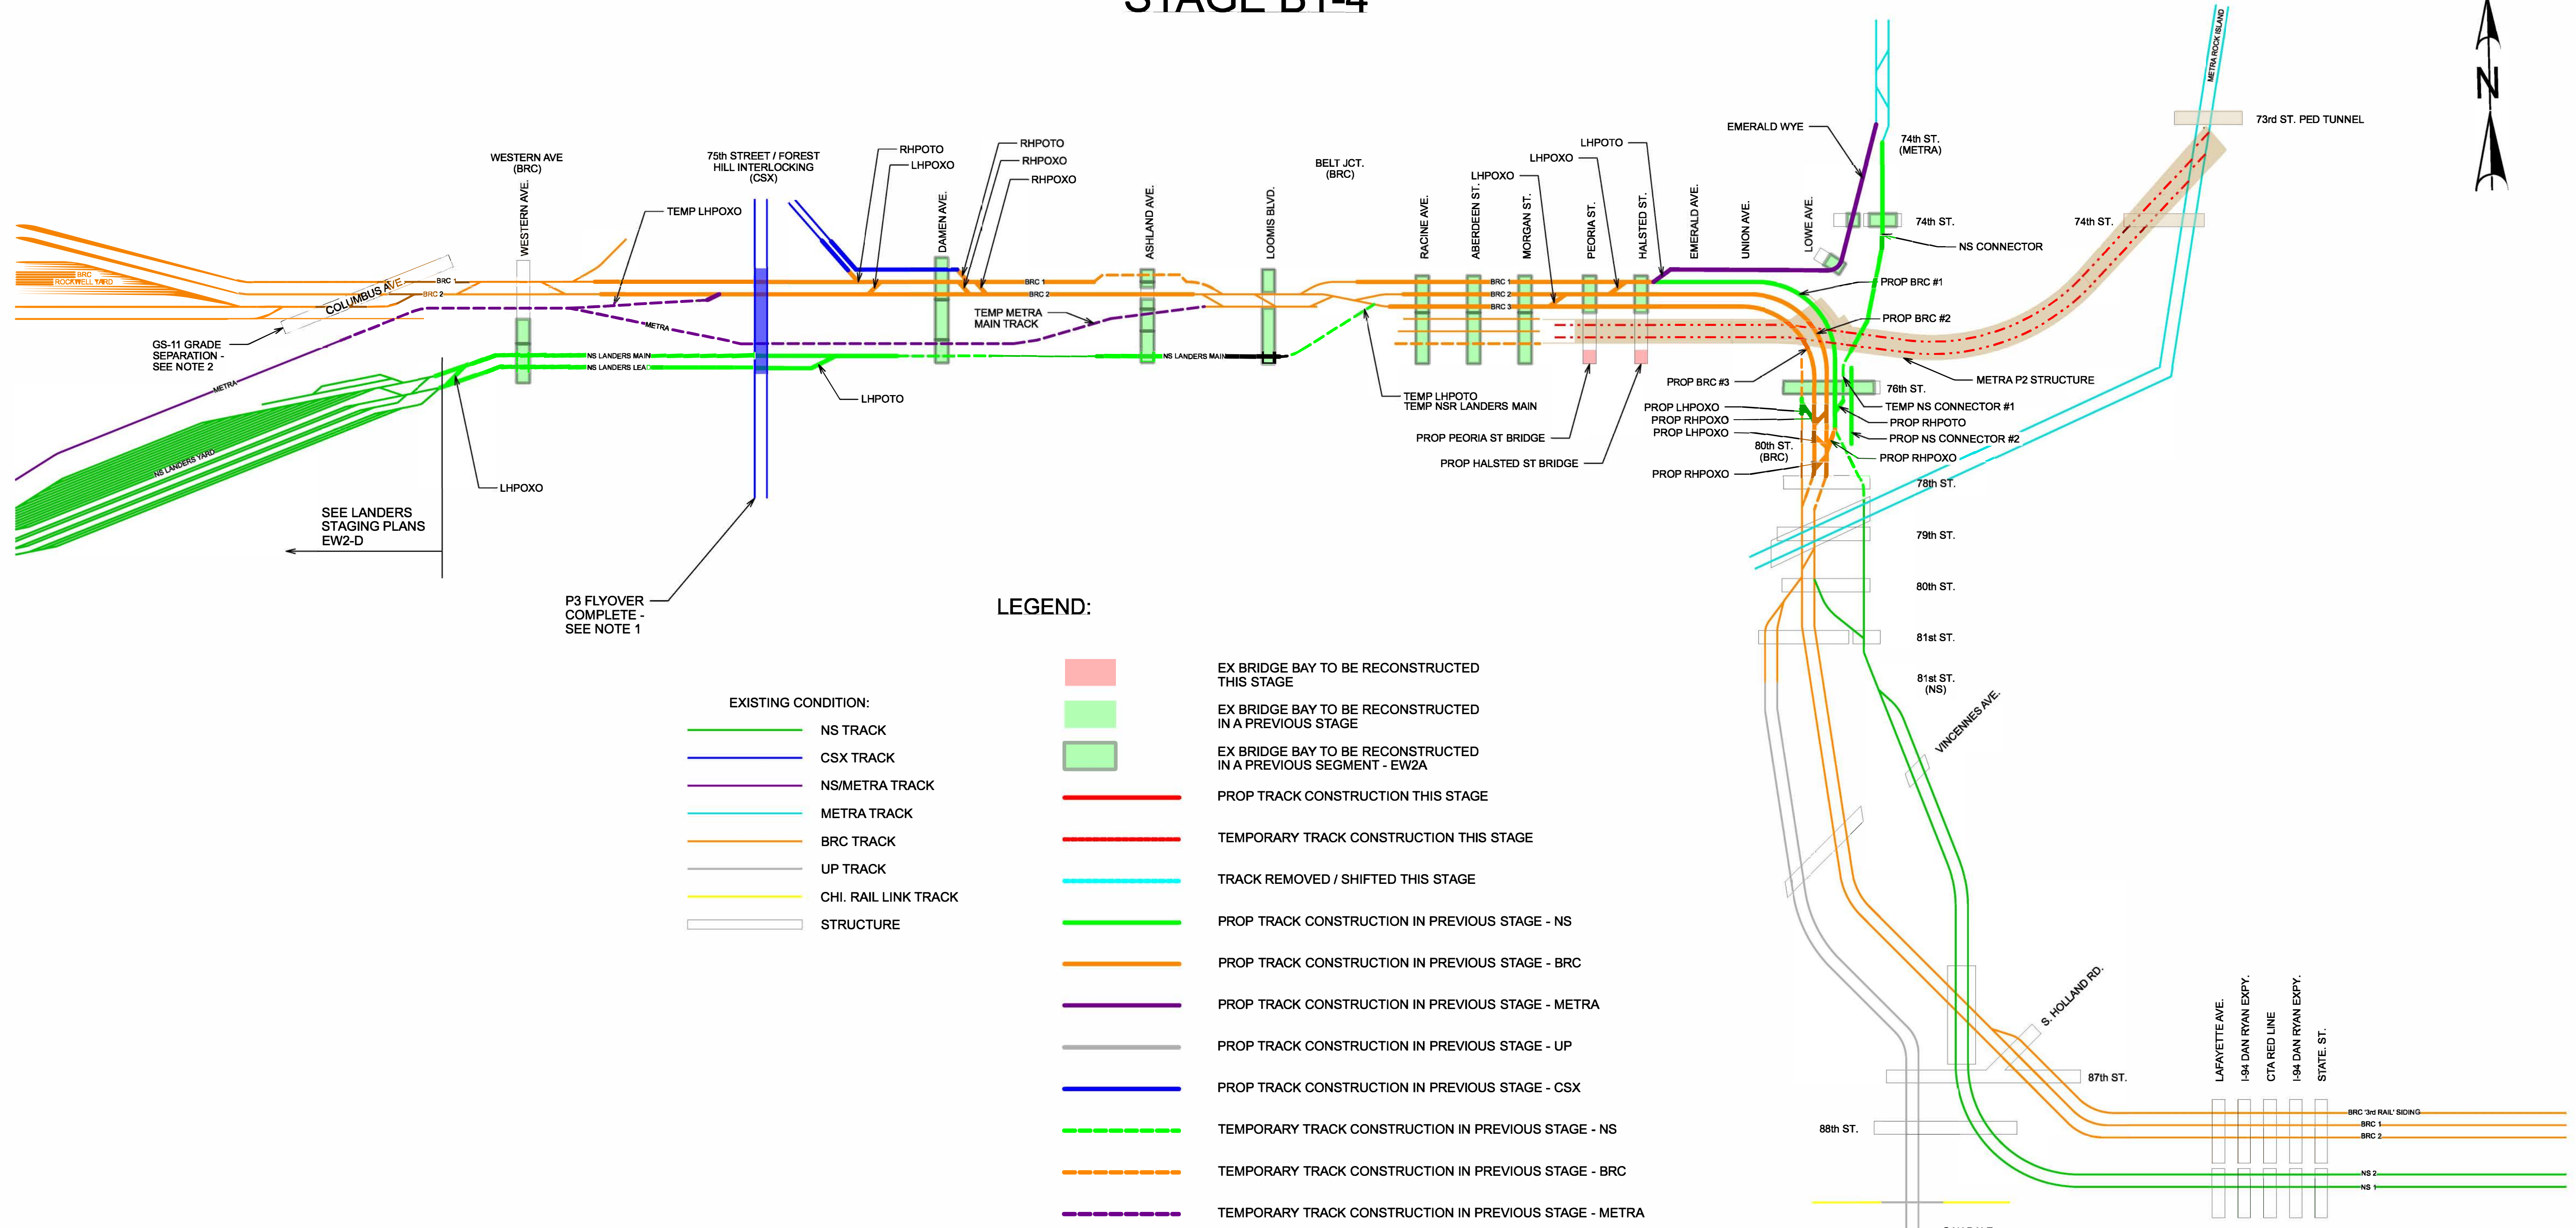 STAGE B1-4
METRA ROCK ISLAND
N
73rd ST. PED TUNNEL
EMERALD WYE
74th ST.
(METRA)
74th ST.
74th ST.
NS CONNECTOR
WESTERN AVE
(BRC)
WESTERN AVE.
75th STREET / FOREST
HILL INTERLOCKING
(CSX)
RHPOTO
LHPOXO
DAMEN AVE.
RHPOTO
RHPOXO
RHPOXO
ASHLAND AVE.
LOOMIS BLVD.
BELT JCT.
(BRC)
LHPOTO
LHPOXO
LHPOXO
RACINE AVE.
ABERDEEN ST.
MORGAN ST.
PEORIA ST.
HALSTED ST.
EMERALD AVE.
UNION AVE.
LOWE AVE.
TEMP LHPOXO
BRC
ROCKWELL YARD
COLUMBUS AVE.
BRC 1
BRC 2
BRC 1
BRC 2
BRC 1
BRC 2
BRC 3
PROP BRC #1
PROP BRC #2
TEMP METRA
MAIN TRACK
METRA
GS-11 GRADE
SEPARATION -
SEE NOTE 2
NS LANDERS MAIN
NS LANDERS LEAD
NS LANDERS MAIN
METRA
LHPOTO
TEMP LHPOTO
TEMP NSR LANDERS MAIN
PROP PEORIA ST BRIDGE
PROP HALSTED ST BRIDGE
PROP BRC #3
METRA P2 STRUCTURE
76th ST.
PROP LHPOXO
PROP RHPOXO
PROP LHPOXO
80th ST.
(BRC)
PROP RHPOXO
TEMP NS CONNECTOR #1
PROP RHPOTO
PROP NS CONNECTOR #2
PROP RHPOXO
78th ST.
79th ST.
80th ST.
81st ST.
81st ST.
(NS)
VINCENNES AVE.
NS LANDERS YARD
LHPOXO
SEE LANDERS
STAGING PLANS
EW2-D
P3 FLYOVER
COMPLETE -
SEE NOTE 1
LEGEND:
EXISTING CONDITION:
NS TRACK
CSX TRACK
NS/METRA TRACK
METRA TRACK
BRC TRACK
UP TRACK
CHI. RAIL LINK TRACK
STRUCTURE
EX BRIDGE BAY TO BE RECONSTRUCTED
THIS STAGE
EX BRIDGE BAY TO BE RECONSTRUCTED
IN A PREVIOUS STAGE
EX BRIDGE BAY TO BE RECONSTRUCTED
IN A PREVIOUS SEGMENT - EW2A
PROP TRACK CONSTRUCTION THIS STAGE
TEMPORARY TRACK CONSTRUCTION THIS STAGE
TRACK REMOVED / SHIFTED THIS STAGE
PROP TRACK CONSTRUCTION IN PREVIOUS STAGE - NS
PROP TRACK CONSTRUCTION IN PREVIOUS STAGE - BRC
PROP TRACK CONSTRUCTION IN PREVIOUS STAGE - METRA
PROP TRACK CONSTRUCTION IN PREVIOUS STAGE - UP
PROP TRACK CONSTRUCTION IN PREVIOUS STAGE - CSX
TEMPORARY TRACK CONSTRUCTION IN PREVIOUS STAGE - NS
TEMPORARY TRACK CONSTRUCTION IN PREVIOUS STAGE - BRC
TEMPORARY TRACK CONSTRUCTION IN PREVIOUS STAGE - METRA
S. HOLLAND RD.
87th ST.
88th ST.
LAFAYETTE AVE.
I-94 DAN RYAN EXPY.
CTA RED LINE
I-94 DAN RYAN EXPY.
STATE. ST.
BRC '3rd RAIL' SIDING
BRC 1
BRC 2
NS 2
NS 1